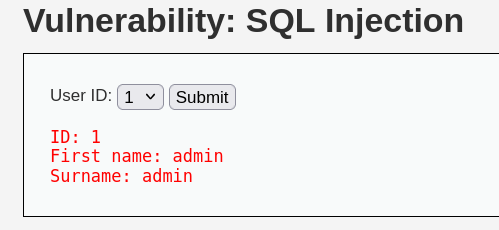 Vulnerability: SQL Injection
User ID: 1 Submit
ID: 1
First name: admin
Surname: admin